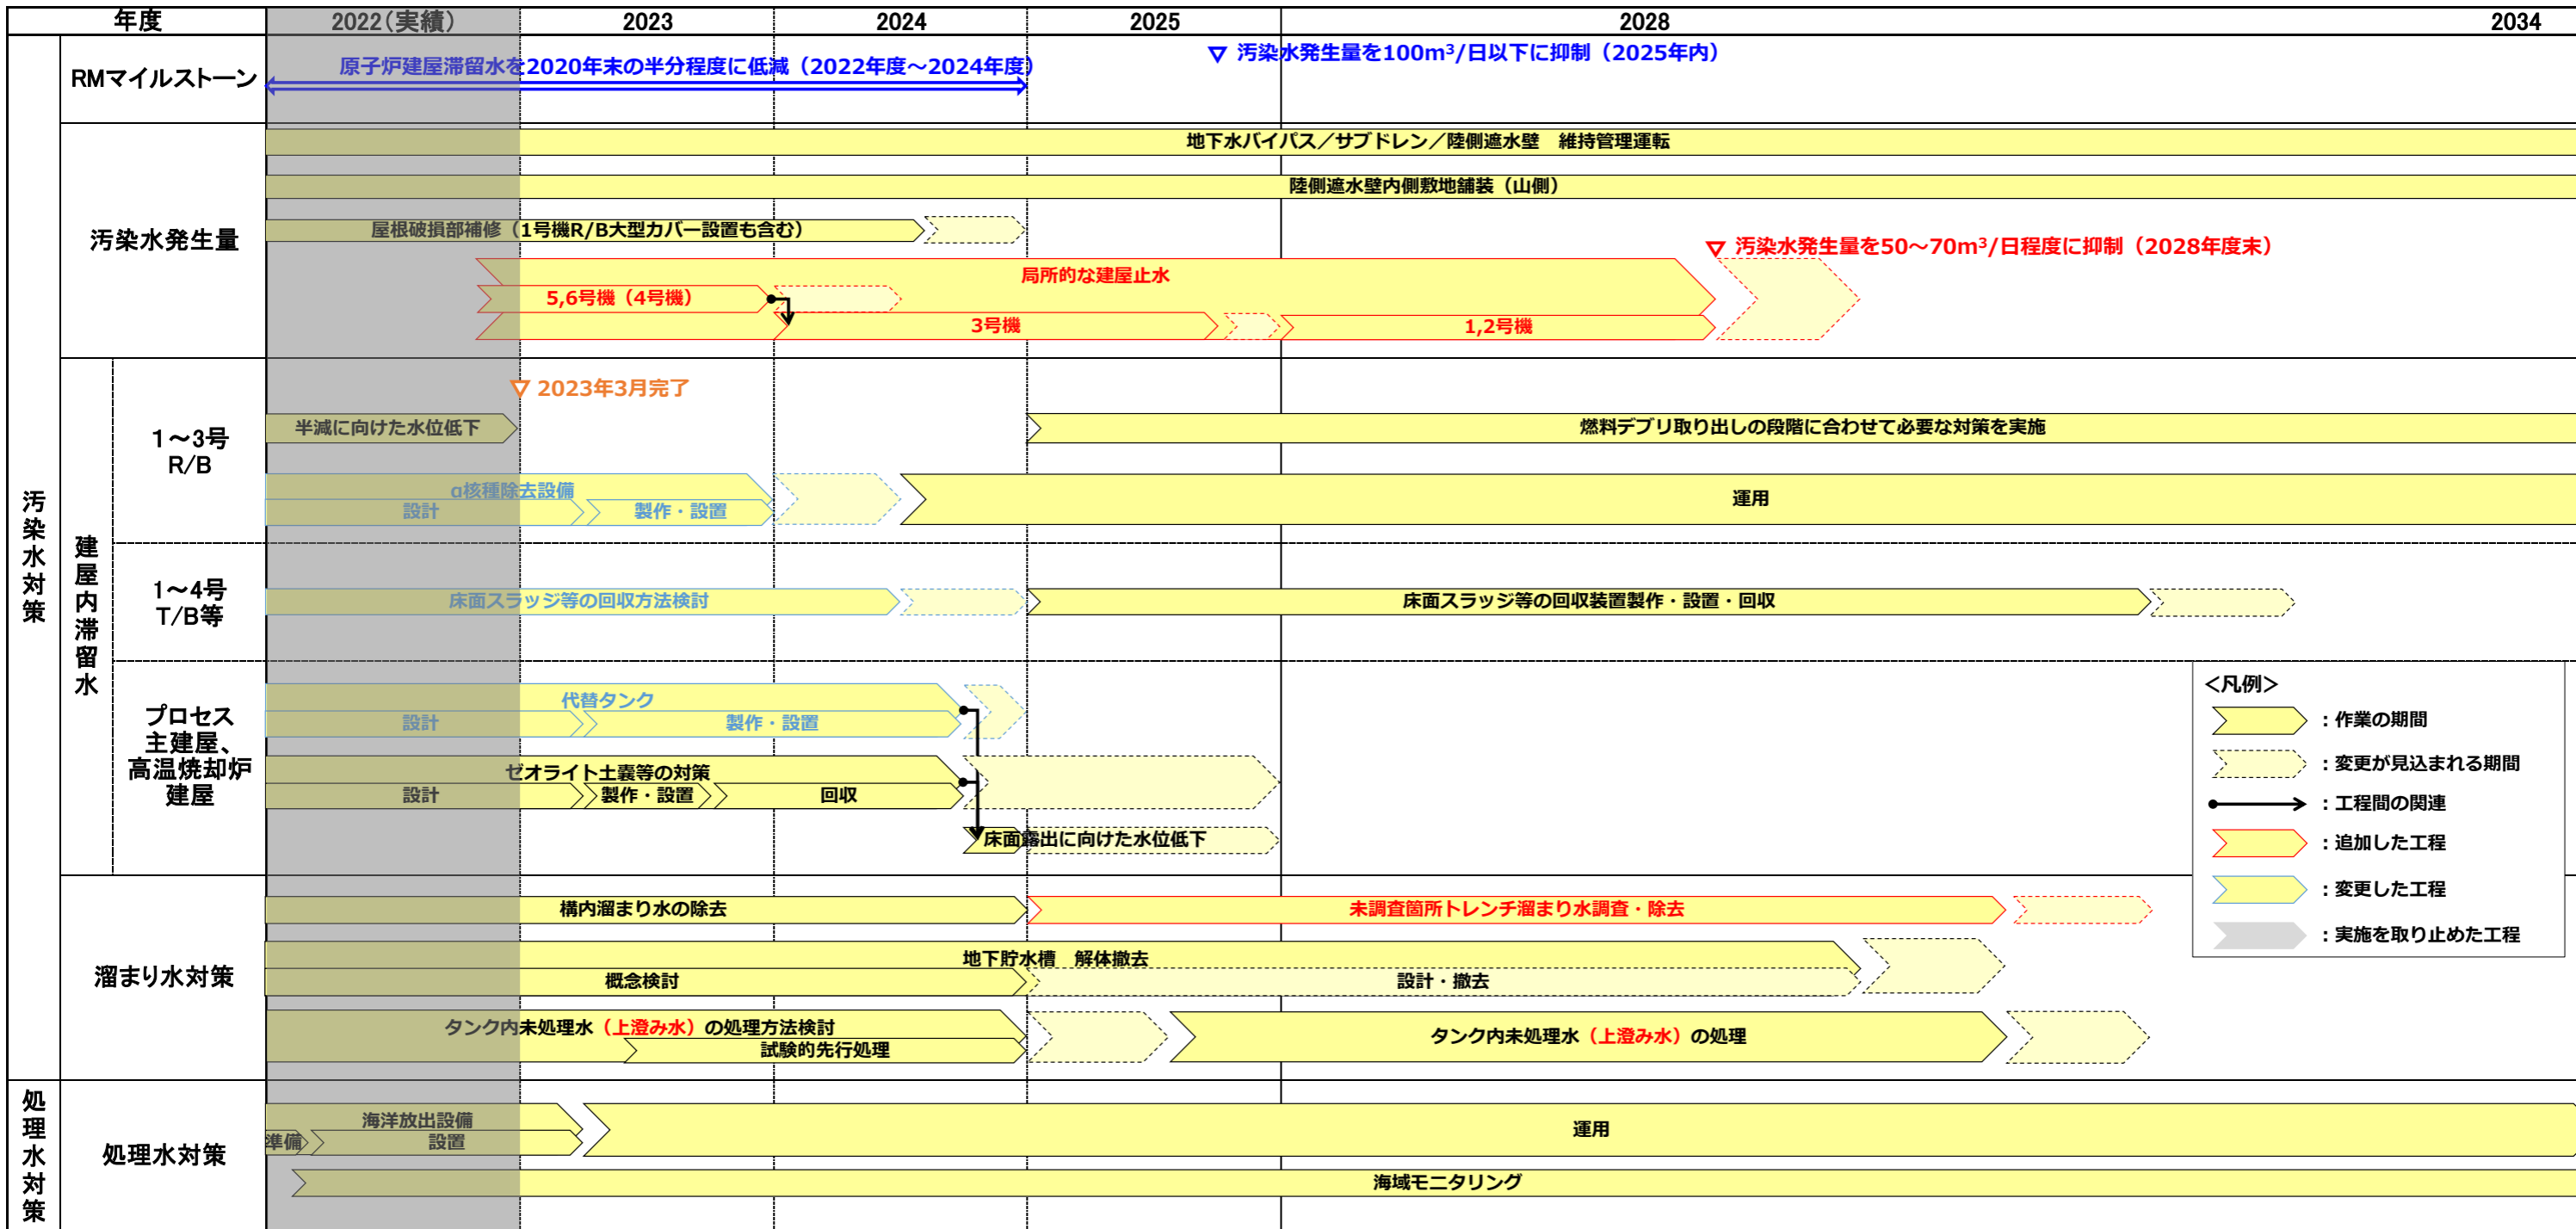 年度
2022(実績)
2023
2024
2025
2028
2034
汚染水対策
RMマイルストーン
原子炉建屋滞留水を2020年末の半分程度に低減（2022年度～2024年度）
▽ 汚染水発生量を100m³/日以下に抑制（2025年内）
汚染水発生量
地下水バイパス／サブドレン／陸側遮水壁　維持管理運転
陸側遮水壁内側敷地舗装（山側）
屋根破損部補修（1号機R/B大型カバー設置も含む）
▽ 汚染水発生量を50～70m³/日程度に抑制（2028年度末）
局所的な建屋止水
5,6号機（4号機）
3号機
1,2号機
建屋内滞留水
1～3号
R/B
▽ 2023年3月完了
半減に向けた水位低下
燃料デブリ取り出しの段階に合わせて必要な対策を実施
α核種除去設備
設計
製作・設置
運用
1～4号
T/B等
床面スラッジ等の回収方法検討
床面スラッジ等の回収装置製作・設置・回収
プロセス
主建屋、
高温焼却炉
建屋
代替タンク
設計
製作・設置
ゼオライト土嚢等の対策
設計
製作・設置
回収
床面露出に向けた水位低下
溜まり水対策
構内溜まり水の除去
未調査箇所トレンチ溜まり水調査・除去
地下貯水槽　解体撤去
概念検討
設計・撤去
タンク内未処理水（上澄み水）の処理方法検討
試験的先行処理
タンク内未処理水（上澄み水）の処理
処理水対策
処理水対策
海洋放出設備
準備
設置
運用
海域モニタリング
＜凡例＞
：作業の期間
：変更が見込まれる期間
：工程間の関連
：追加した工程
：変更した工程
：実施を取り止めた工程